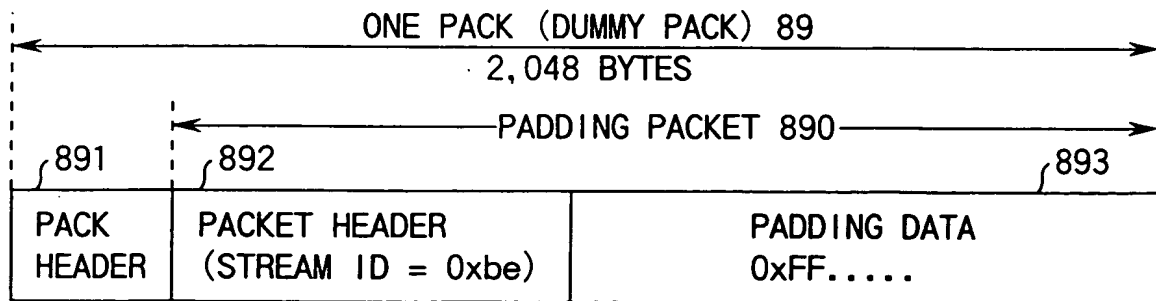 ONE PACK (DUMMY PACK) 89
2,048 BYTES
PADDING PACKET 890
891
892
893
PACK HEADER
PACKET HEADER
(STREAM ID = 0xbe)
PADDING DATA
0xFF.....